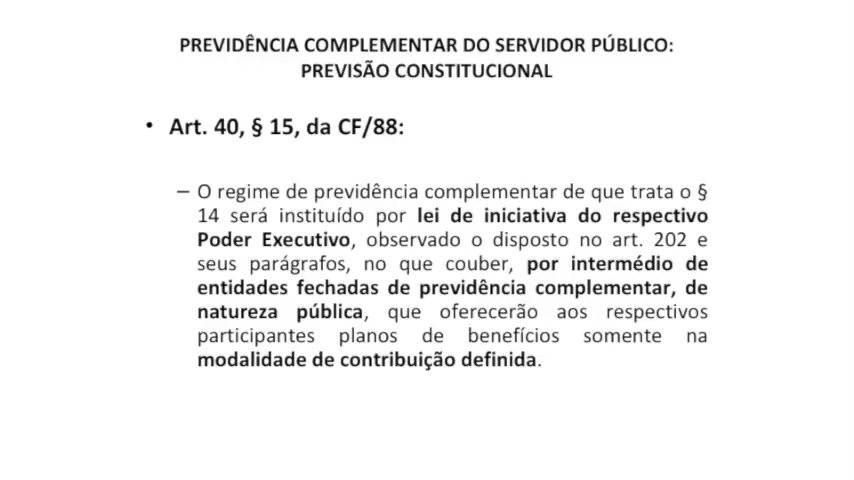 PREVIDÊNCIA COMPLEMENTAR DO SERVIDOR PÚBLICO:
PREVISÃO CONSTITUCIONAL
• Art. 40, § 15, da CF/88:
– O regime de previdência complementar de que trata o §
14 será instituído por lei de iniciativa do respectivo
Poder Executivo, observado o disposto no art. 202 e
seus parágrafos, no que couber, por intermédio de
entidades fechadas de previdência complementar, de
natureza pública, que oferecerão aos respectivos
participantes planos de benefícios somente na
modalidade de contribuição definida.